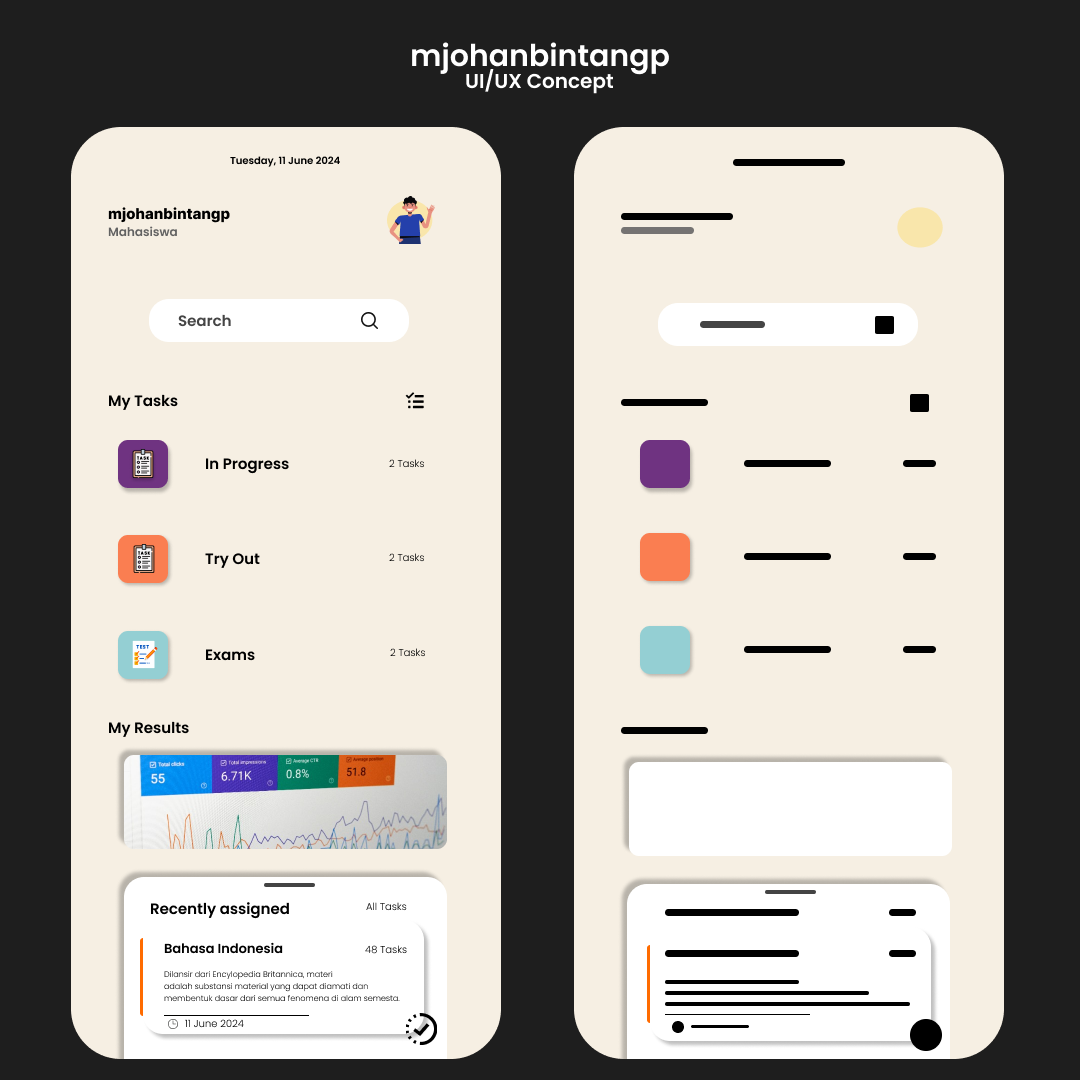 mjohanbintangp
UI/UX Concept
Tuesday, 11 June 2024
mjohanbintangp
Mahasiswa
Search
My Tasks
TASK
In Progress
2 Tasks
TASK
Try Out
2 Tasks
TEST
Exams
2 Tasks
My Results
Total clicks
55
Total impressions
6.71K
Average CTR
0.8%
Average position
51.8
Recently assigned
All Tasks
Bahasa Indonesia
48 Tasks
Dilansir dari Encylopedia Britannica, materi
adalah substansi material yang dapat diamati dan
membentuk dasar dari semua fenomena di alam semesta.
11 June 2024